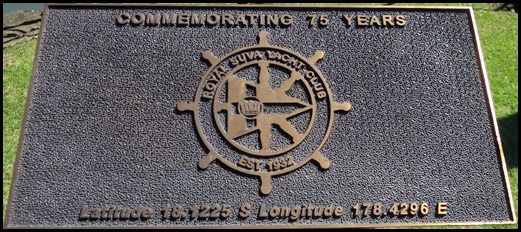 COMMEMORATING 75 YEARS
ROYAL SUVA YACHT CLUB
EST 1932
Latitude 18.1225 S Longitude 178.4296 E